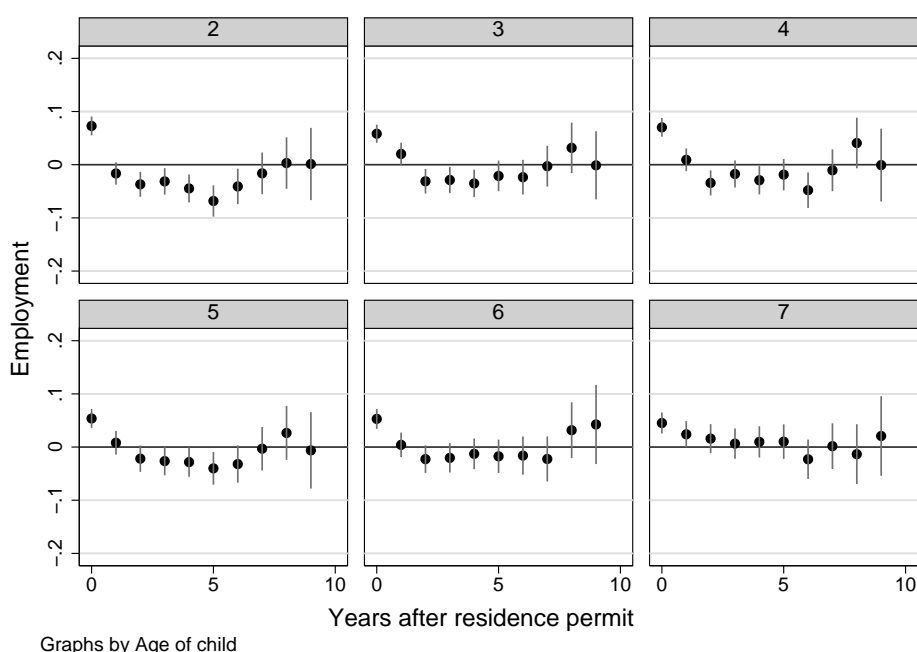 2 3 4
.2
.1
0
-.1
-.2
5 6 7
.2
.1
0
-.1
-.2
Employment
0 5 10 0 5 10 0 5 10
Years after residence permit
Graphs by Age of child